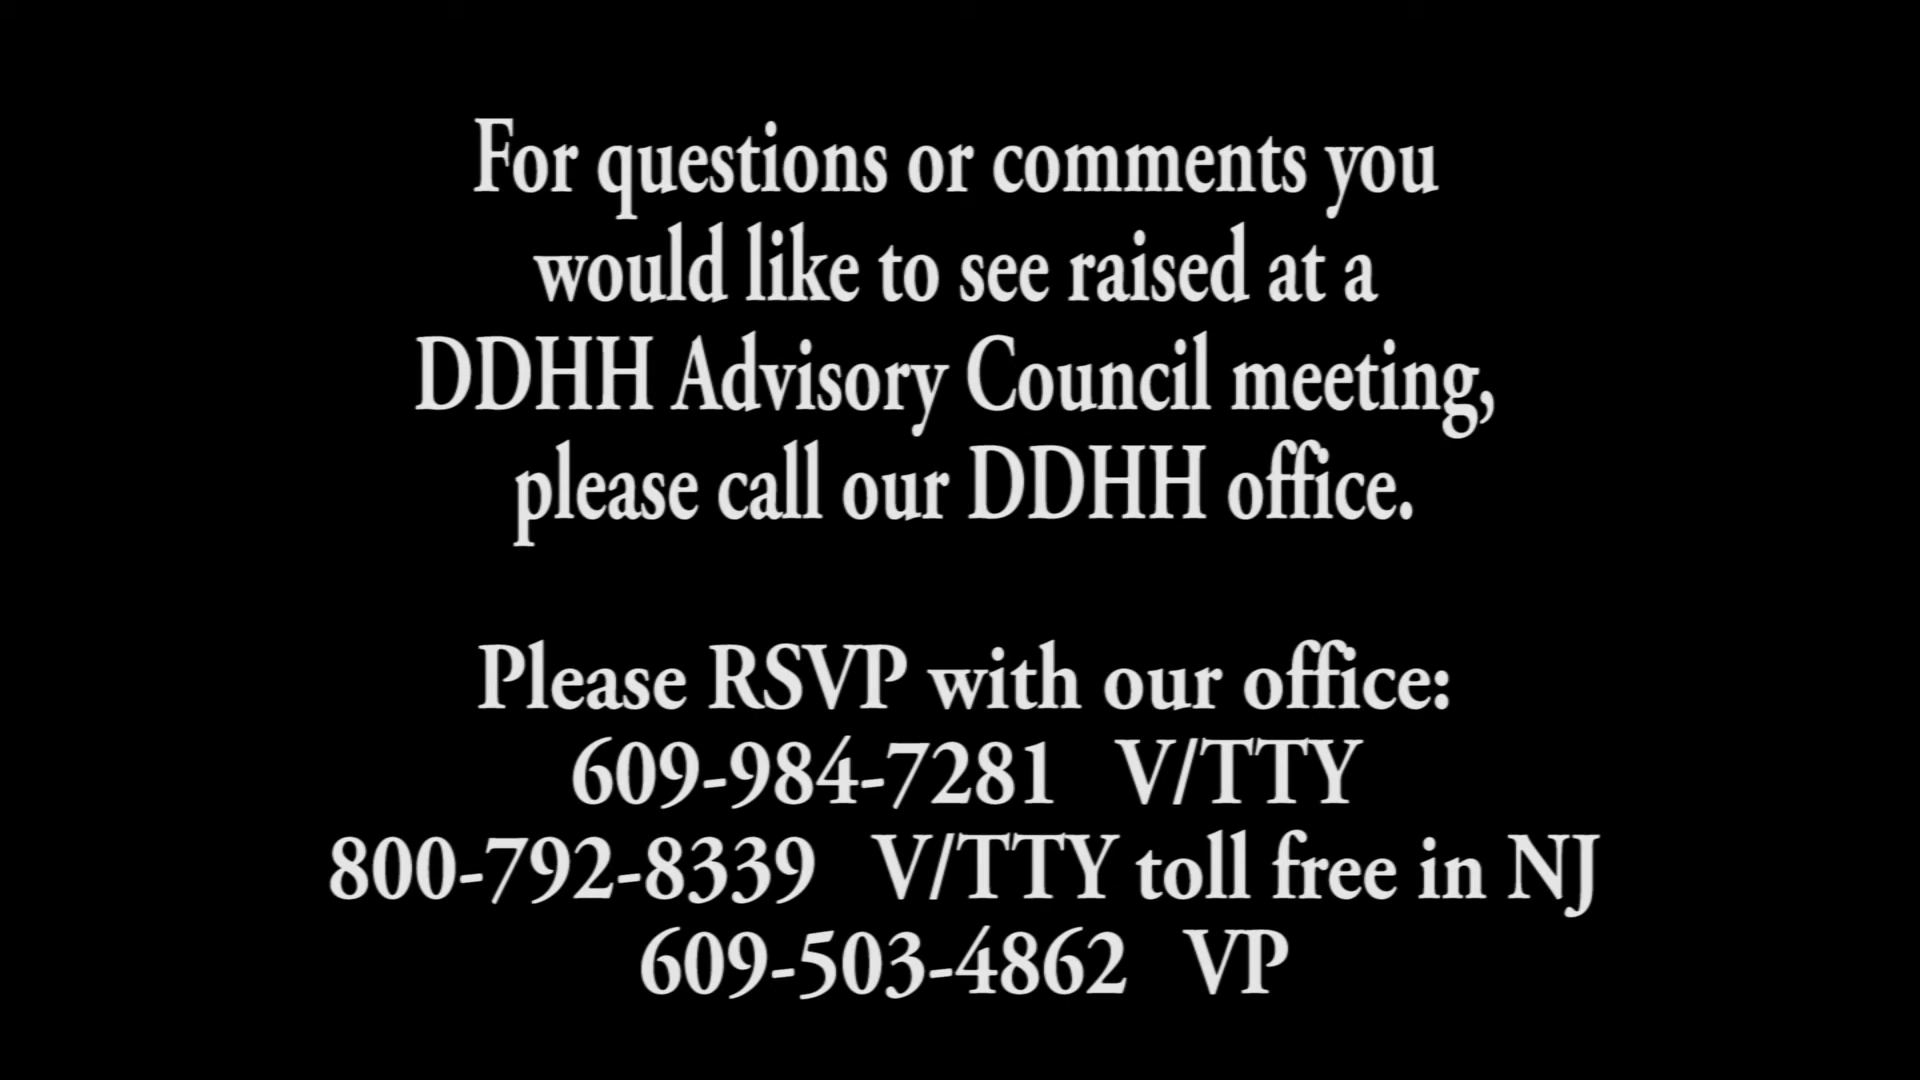 For questions or comments you
would like to see raised at a
DDHH Advisory Council meeting,
please call our DDHH office.
Please RSVP with our office:
609-984-7281 V/TTY
800-792-8339 V/TTY toll free in NJ
609-503-4862 VP